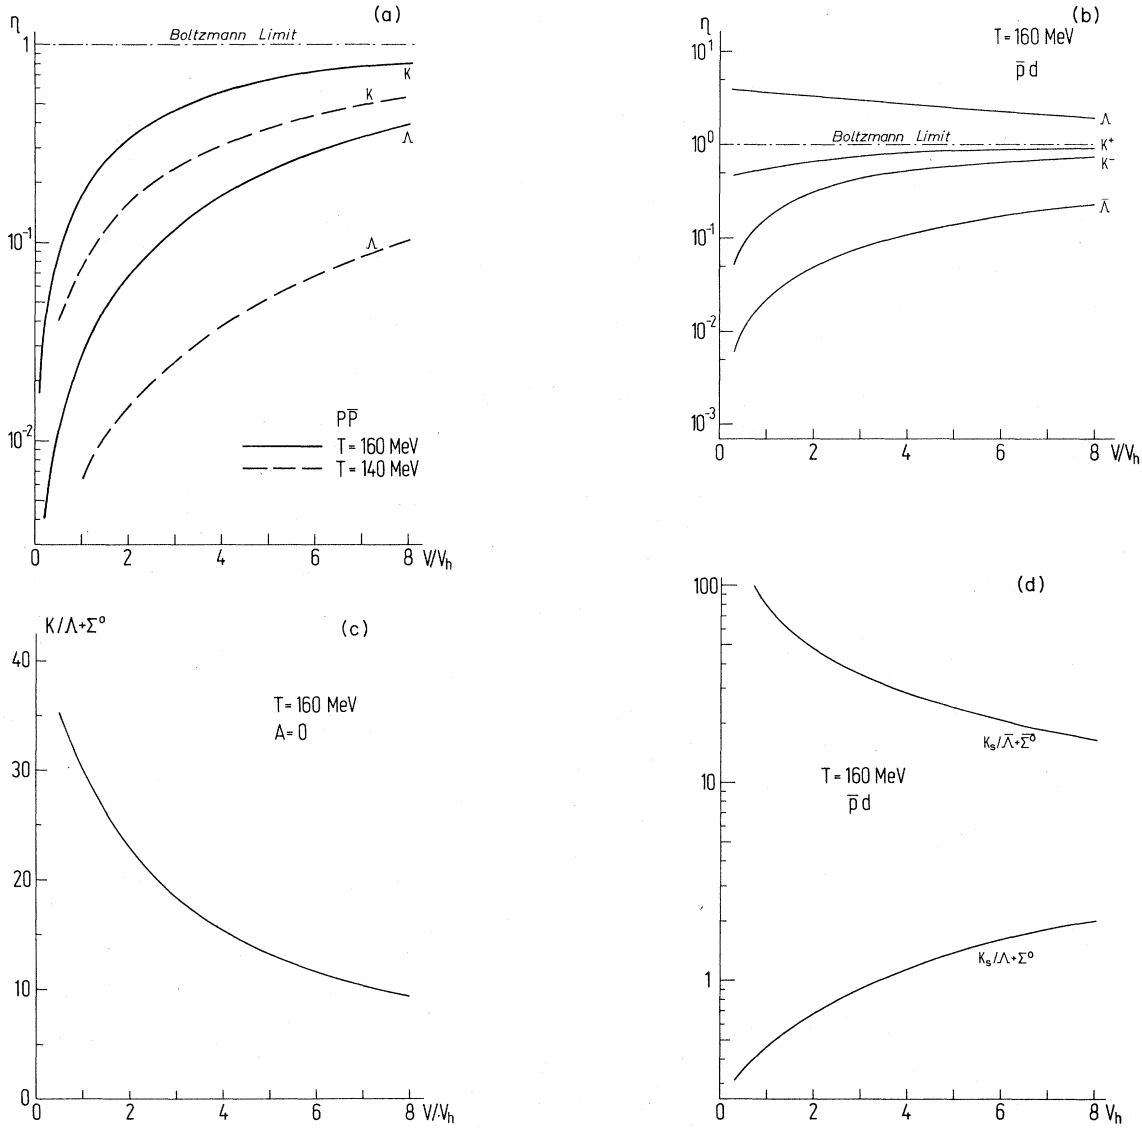 (a)
η
Boltzmann Limit
1
K
K
Λ
10⁻¹
Λ
10⁻²
PP̅
T = 160 MeV
T = 140 MeV
0 2 4 6 8 V/Vh
(b)
η
T = 160 MeV
p̅ d
10¹
Λ
Boltzmann Limit
10⁰
K⁺
K⁻
Λ̅
10⁻¹
10⁻²
10⁻³
0 2 4 6 8 V/Vh
K/Λ+Σ⁰
(c)
40
T = 160 MeV
A = 0
30
20
10
0
0 2 4 6 8 V/Vh
(d)
100
Ks/Λ̅+Σ̅⁰
T = 160 MeV
p̅ d
10
Ks/Λ+Σ⁰
1
0 2 4 6 8 Vh